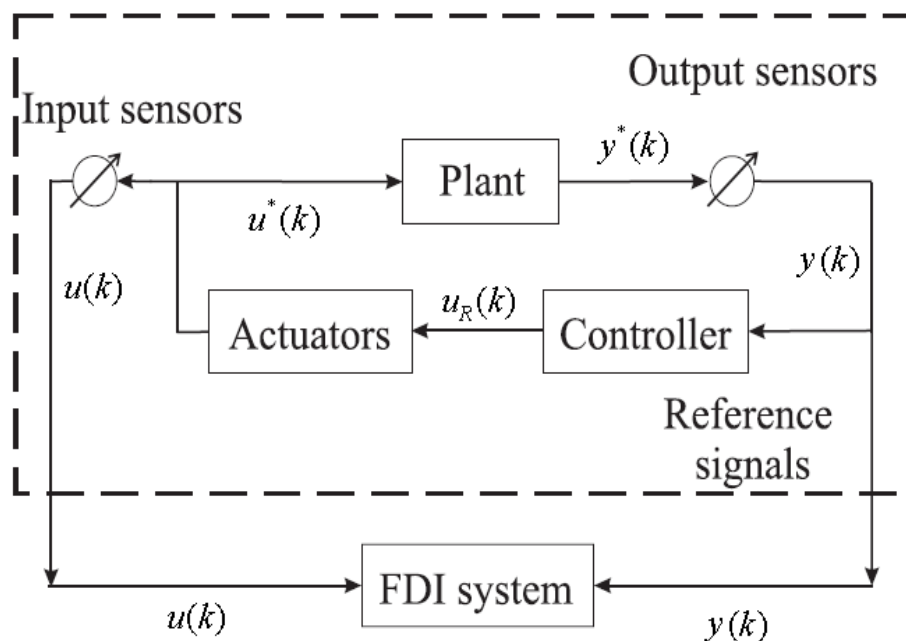 Output sensors
Input sensors
y*(k)
Plant
u*(k)
y(k)
u(k)
u_R(k)
Actuators
Controller
Reference
signals
FDI system
u(k)
y(k)